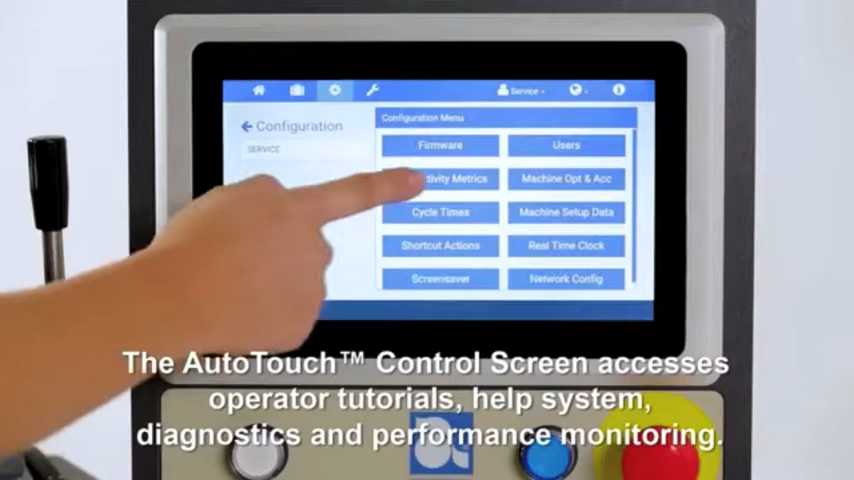 Service
Configuration
SERVICE
Configuration Menu
Firmware
Users
tivity Metrics
Machine Opt & Acc
Cycle Times
Machine Setup Data
Shortcut Actions
Real Time Clock
Screensaver
Network Config
The AutoTouch™ Control Screen accesses
operator tutorials, help system,
diagnostics and performance monitoring.